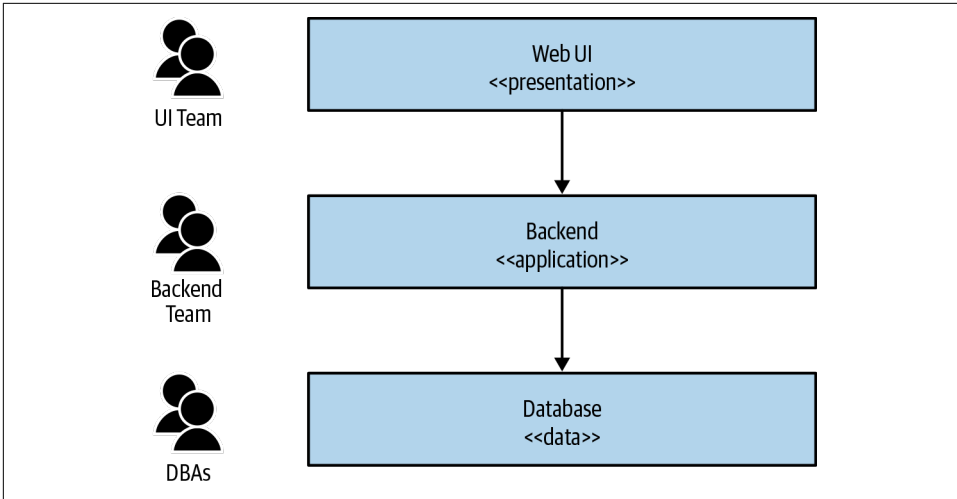 Web UI
<<presentation>>
UI Team
Backend
<<application>>
Backend
Team
Database
<<data>>
DBAs